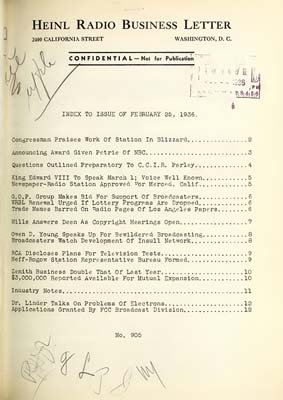 HEINL RADIO BUSINESS LETTER
2400 CALIFORNIA STREET WASHINGTON, D. C.
CONFIDENTIAL—Not for Publication
1936
INDEX TO ISSUE OF FEBRUARY 25, 1936.
Congressman Praises Work Of Station In Blizzard..............2
Announcing Award Given Petrie Of NBC.........................3
Questions Outlined Preparatory To C.C.I.R. Parley............4
King Edward VIII To Speak March 1; Voice Well Known..........5
Newspaper-Radio Station Approved For Merced, Calif...........5
G.O.P. Group Makes Bid For Support Of Broadcasters...........6
Renewal Urged If Lottery Programs Are Dropped................6
Trade Names Barred On Radio Pages Of Los Angeles Papers......6
Mills Answers Deen As Copyright Hearings Open................7
Owen D. Young Speaks Up For Bewildered Broadcasting..........8
Broadcasters Watch Development Of Insull Network.............8
RCA Discloses Plans For Television Tests.....................9
Neff-Rogow Station Representative Bureau Formed..............9
Zenith Business Double That Of Last Year.....................10
$3,000,000 Reported Available For Mutual Expansion...........10
Industry Notes...............................................11
Dr. Linder Talks On Problems Of Electrons....................12
Applications Granted By FCC Broadcast Division...............12
No. 905